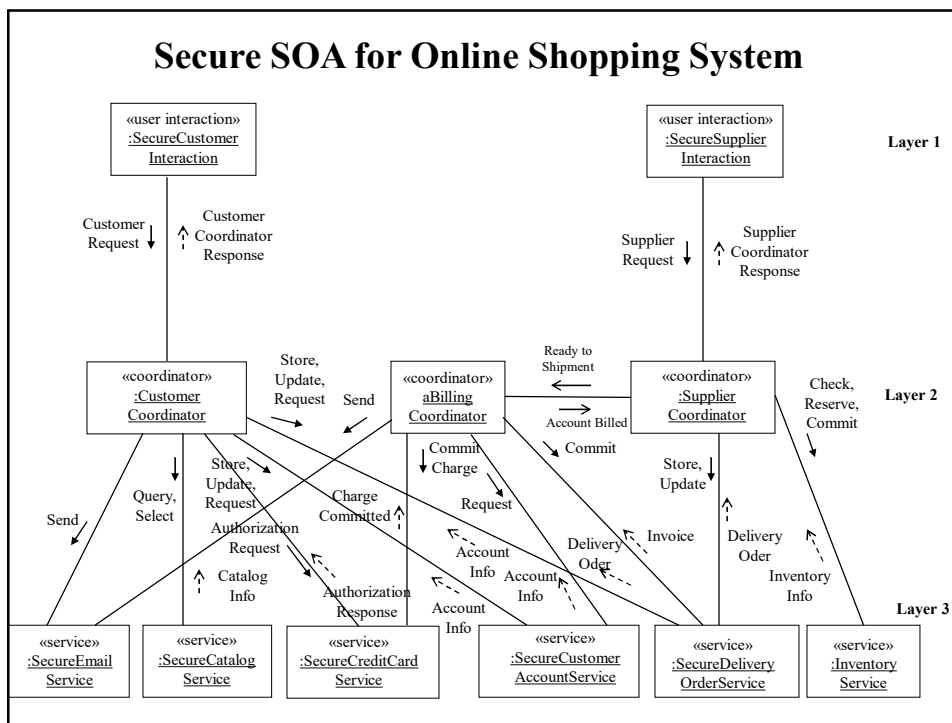 Secure SOA for Online Shopping System
«user interaction»
:SecureCustomer
Interaction
«user interaction»
:SecureSupplier
Interaction
Layer 1
Customer
Request
Customer
Coordinator
Response
Supplier
Request
Supplier
Coordinator
Response
«coordinator»
:Customer
Coordinator
Store,
Update,
Request
Send
«coordinator»
aBilling
Coordinator
Ready to
Shipment
Account Billed
«coordinator»
:Supplier
Coordinator
Check,
Reserve,
Commit
Layer 2
Send
Query,
Select
Store,
Update,
Request
Authorization
Request
Charge
Committed
Commit
Charge
Request
Commit
Store,
Update
Catalog
Info
Authorization
Response
Account
Info
Account
Info
Account
Info
Delivery
Oder
Invoice
Delivery
Oder
Inventory
Info
Layer 3
«service»
:SecureEmail
Service
«service»
:SecureCatalog
Service
«service»
:SecureCreditCard
Service
«service»
:SecureCustomer
AccountService
«service»
:SecureDelivery
OrderService
«service»
:Inventory
Service